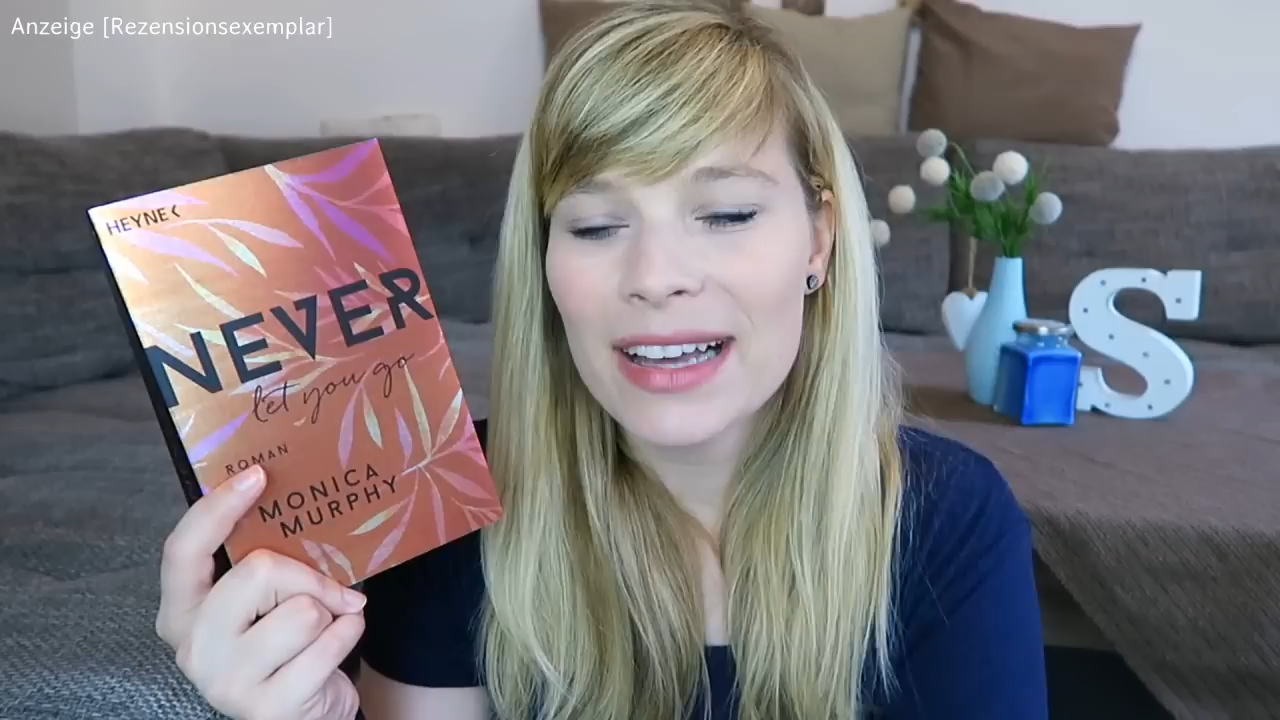 Anzeige [Rezensionsexemplar]
HEYNE<
NEVER
let you go
ROMAN
MONICA
MURPHY
S